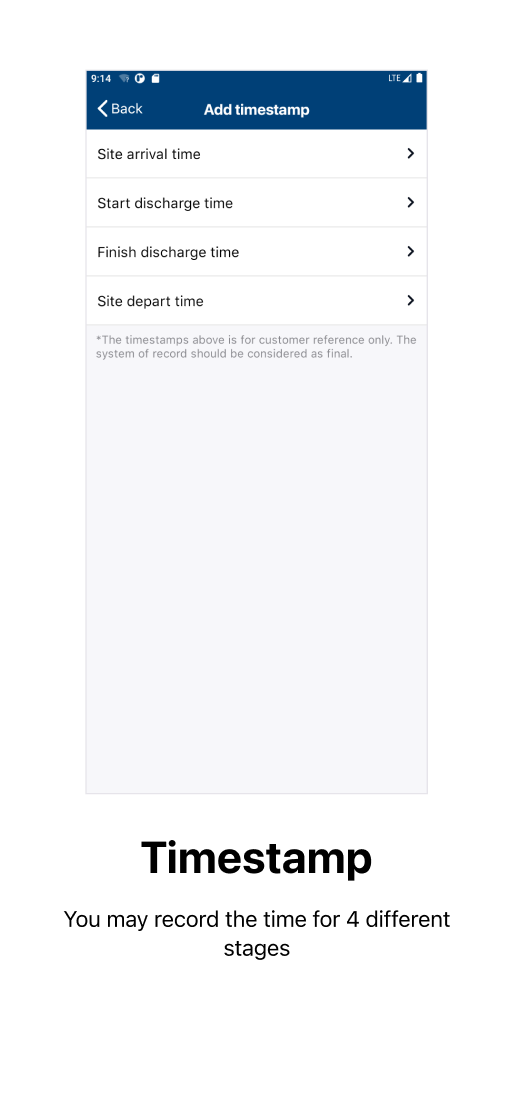 9:14
LTE
Back
Add timestamp
Site arrival time
Start discharge time
Finish discharge time
Site depart time
*The timestamps above is for customer reference only. The
system of record should be considered as final.
Timestamp
You may record the time for 4 different
stages